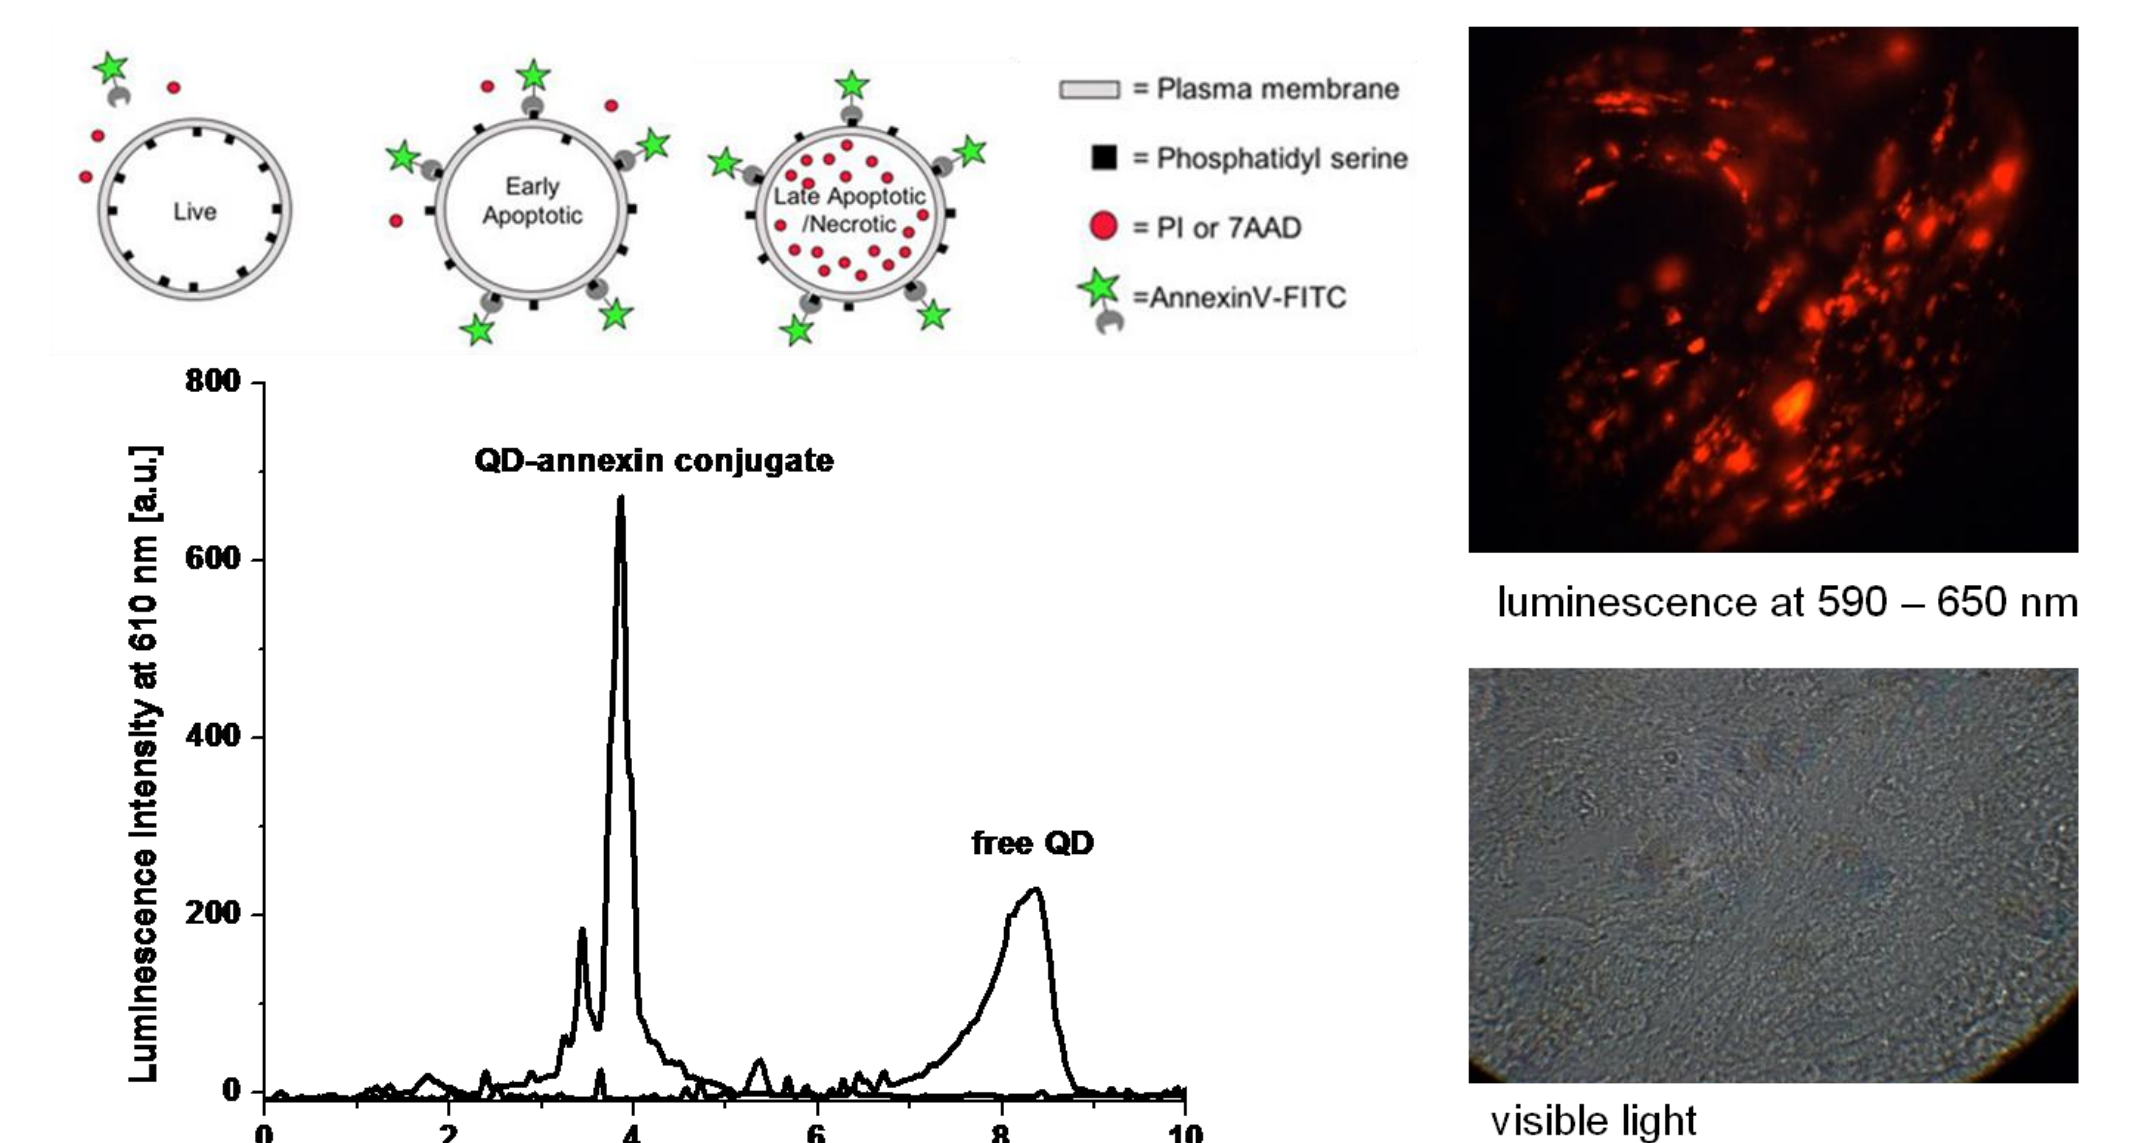 Live
Early
Apoptotic
Late Apoptotic
/Necrotic
= Plasma membrane
= Phosphatidyl serine
= PI or 7AAD
=AnnexinV-FITC
800
600
400
200
0
Luminescence Intensity at 610 nm [a.u.]
QD-annexin conjugate
free QD
0 2 4 6 8 10
luminescence at 590 – 650 nm
visible light